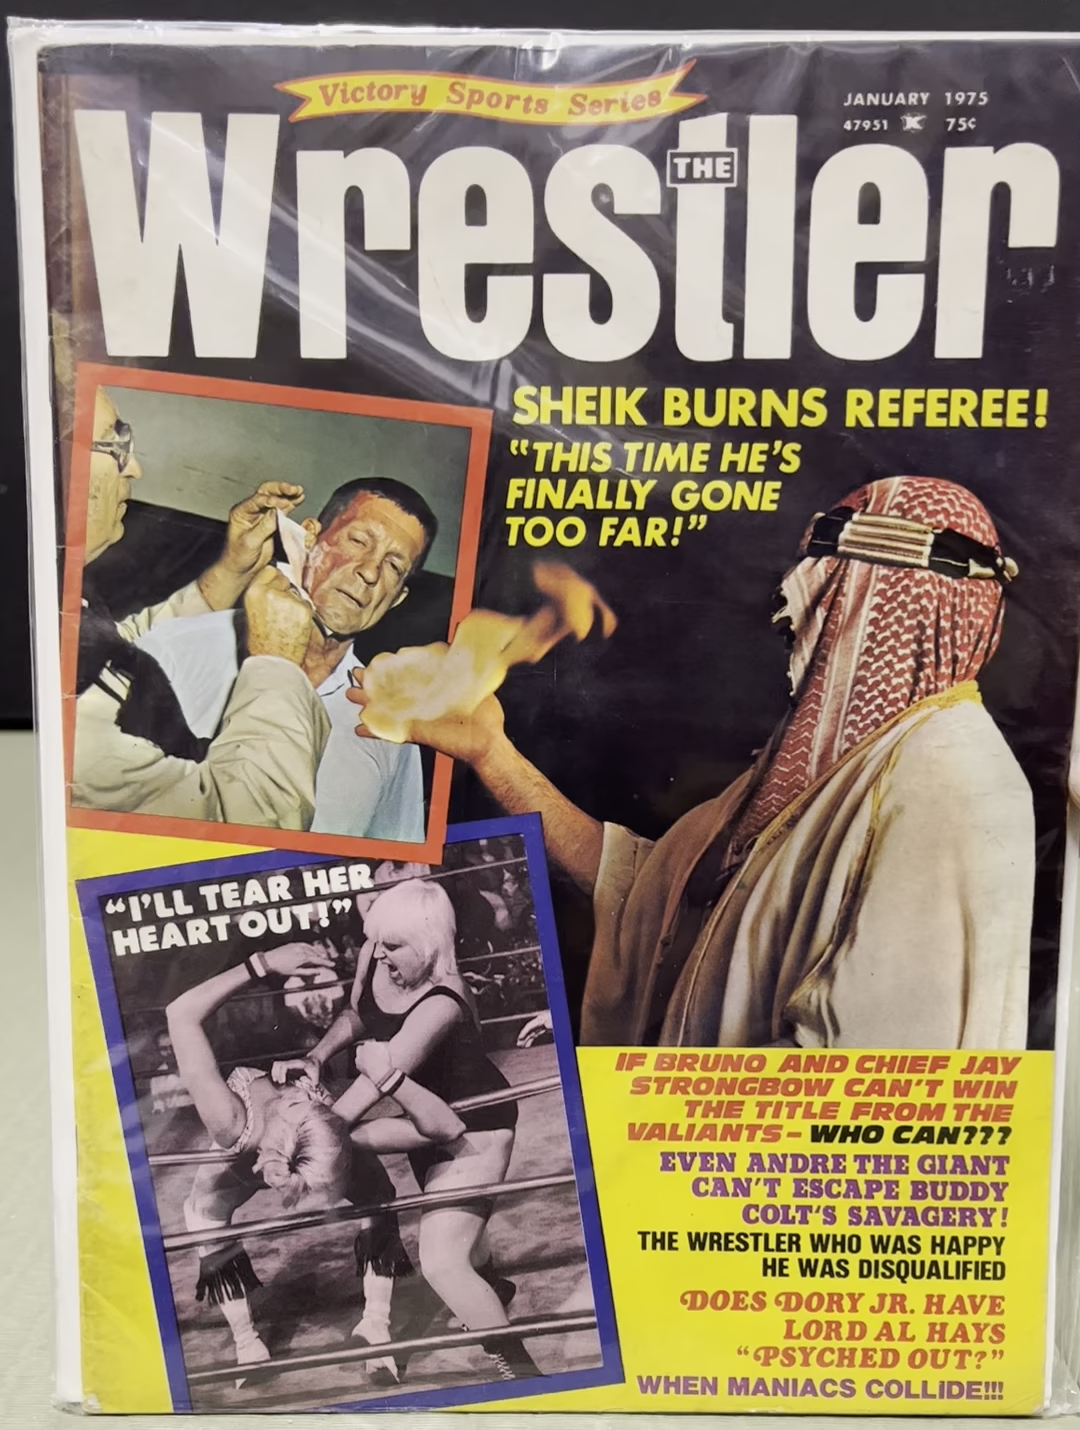 Victory Sports Series
JANUARY 1975
47951 K 75¢
THE
Wrestler
SHEIK BURNS REFEREE!
“THIS TIME HE’S
FINALLY GONE
TOO FAR!”
“I’LL TEAR HER
HEART OUT!”
IF BRUNO AND CHIEF JAY
STRONGBOW CAN’T WIN
THE TITLE FROM THE
VALIANTS – WHO CAN???
EVEN ANDRE THE GIANT
CAN’T ESCAPE BUDDY
COLT‘S SAVAGERY!
THE WRESTLER WHO WAS HAPPY
HE WAS DISQUALIFIED
DOES DORY JR. HAVE
LORD AL HAYS
“PSYCHED OUT?”
WHEN MANIACS COLLIDE!!!